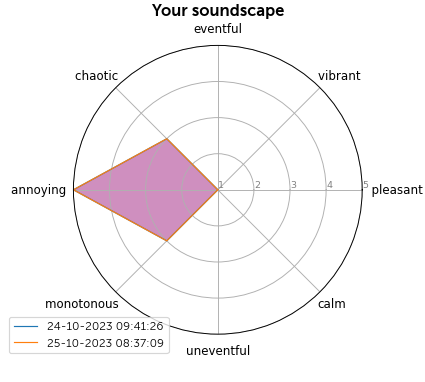 Your soundscape
eventful
chaotic
vibrant
annoying
1
2
3
4
5
pleasant
monotonous
calm
24-10-2023 09:41:26
25-10-2023 08:37:09
uneventful